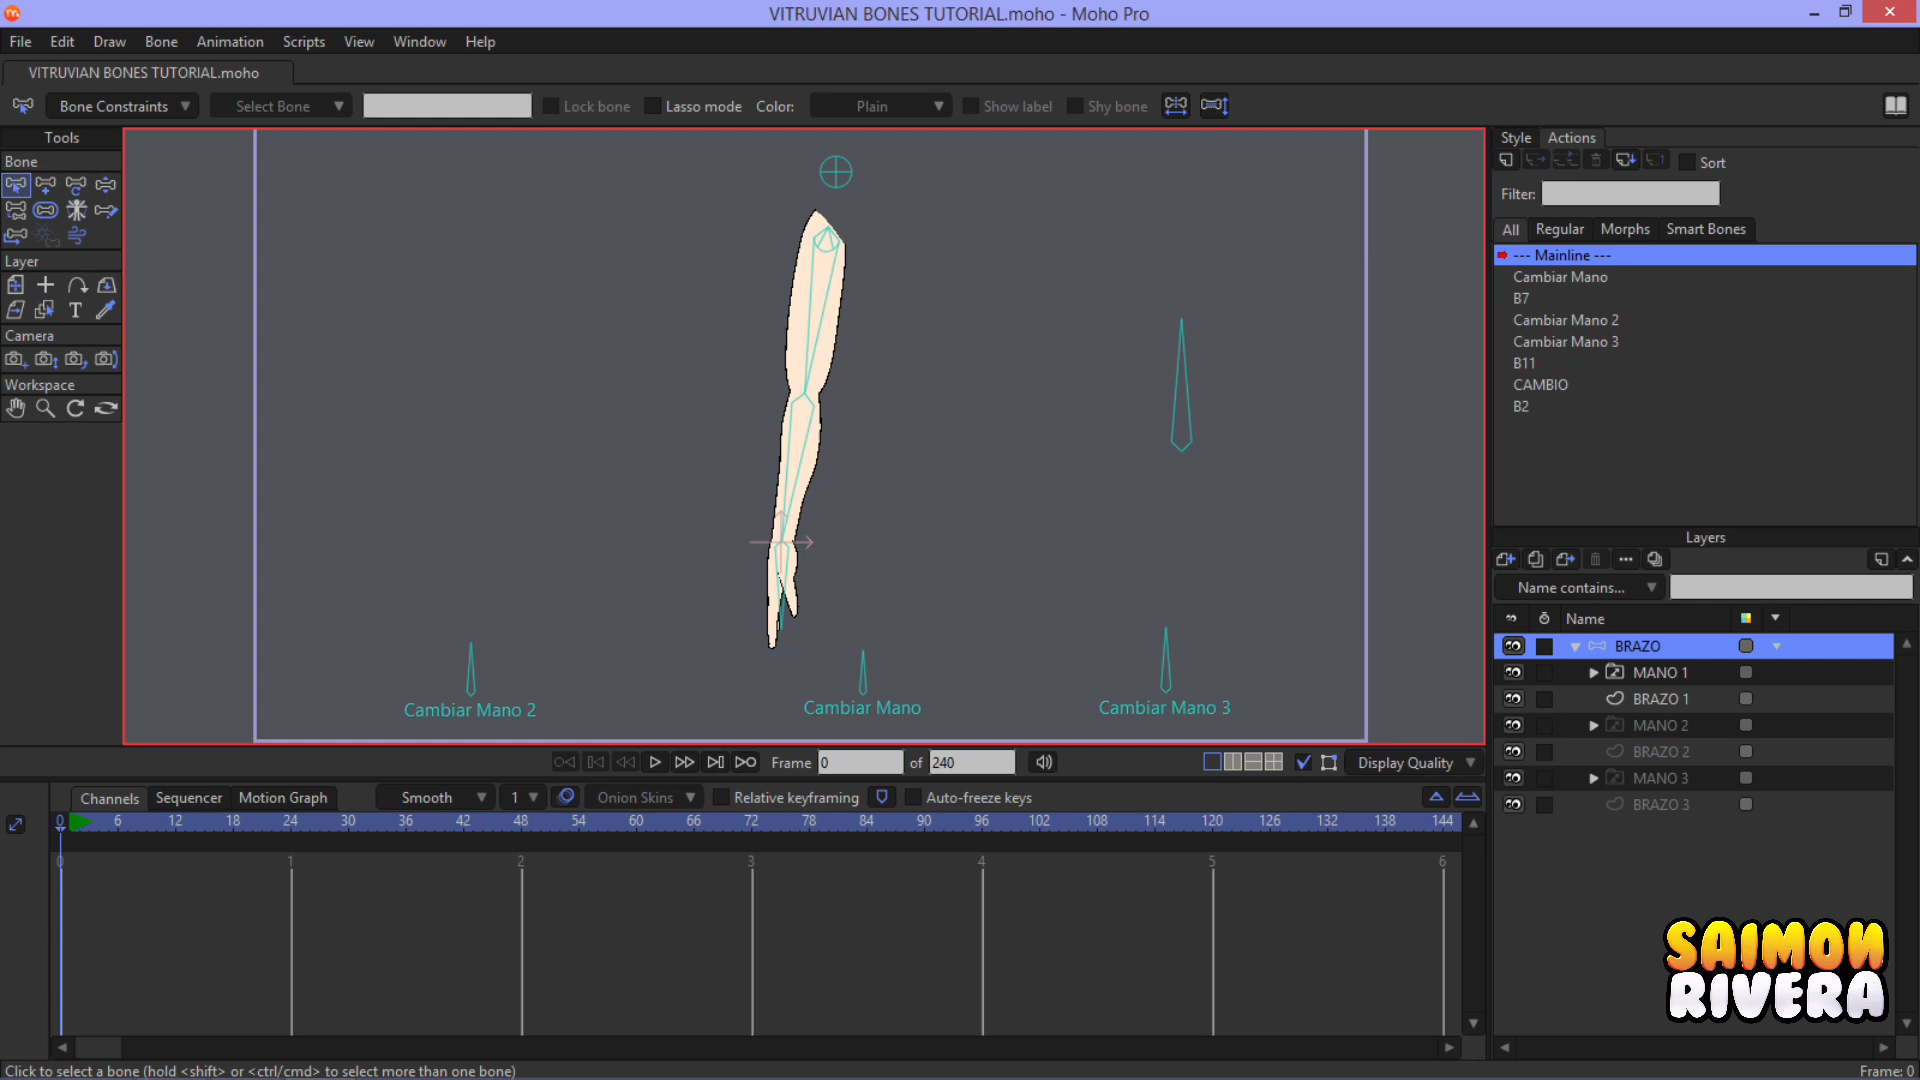 VITRUVIAN BONES TUTORIAL.moho - Moho Pro
File Edit Draw Bone Animation Scripts View Window Help
VITRUVIAN BONES TUTORIAL.moho
Bone Constraints Select Bone Lock bone Lasso mode Color: Plain Show label Shy bone
Tools
Bone
Layer
Camera
Workspace
Cambiar Mano 2
Cambiar Mano
Cambiar Mano 3
Style Actions
Sort
Filter:
All Regular Morphs Smart Bones
--- Mainline ---
Cambiar Mano
B7
Cambiar Mano 2
Cambiar Mano 3
B11
CAMBIO
B2
Layers
Name contains...
Name
BRAZO
MANO 1
BRAZO 1
MANO 2
BRAZO 2
MANO 3
BRAZO 3
Frame 0 of 240 Display Quality
Channels Sequencer Motion Graph Smooth 1 Onion Skins Relative keyframing Auto-freeze keys
0 6 12 18 24 30 36 42 48 54 60 66 72 78 84 90 96 102 108 114 120 126 132 138 144
0 1 2 3 4 5 6
SAIMON
RIVERA
Click to select a bone (hold <shift> or <ctrl/cmd> to select more than one bone)
Frame: 0